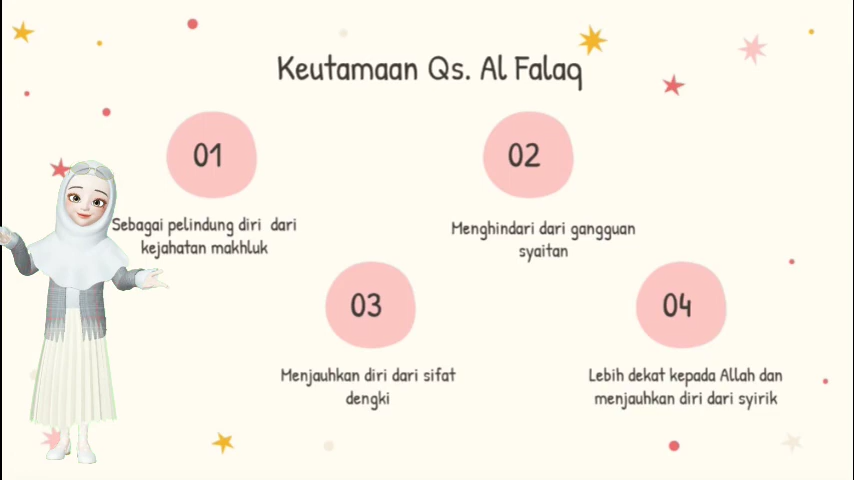 Keutamaan Qs. Al Falaq
01
Sebagai pelindung diri dari
kejahatan makhluk
02
Menghindari dari gangguan
syaitan
03
Menjauhkan diri dari sifat
dengki
04
Lebih dekat kepada Allah dan
menjauhkan diri dari syirik